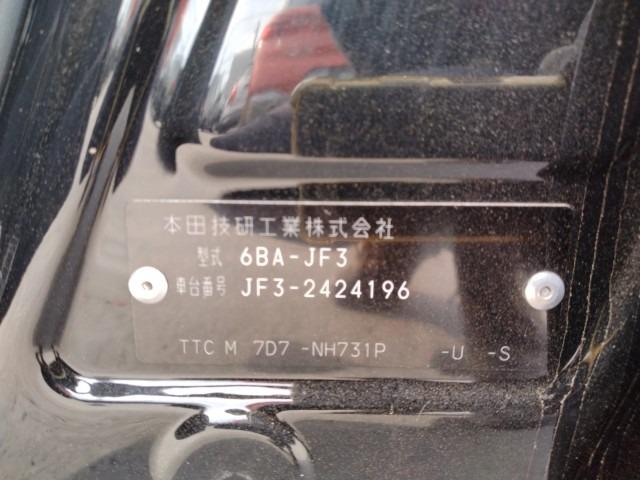 本田技研工業株式会社
型式 6BA-JF3
車台番号 JF3-2424196
TTC M 7D7 -NH731P -U -S